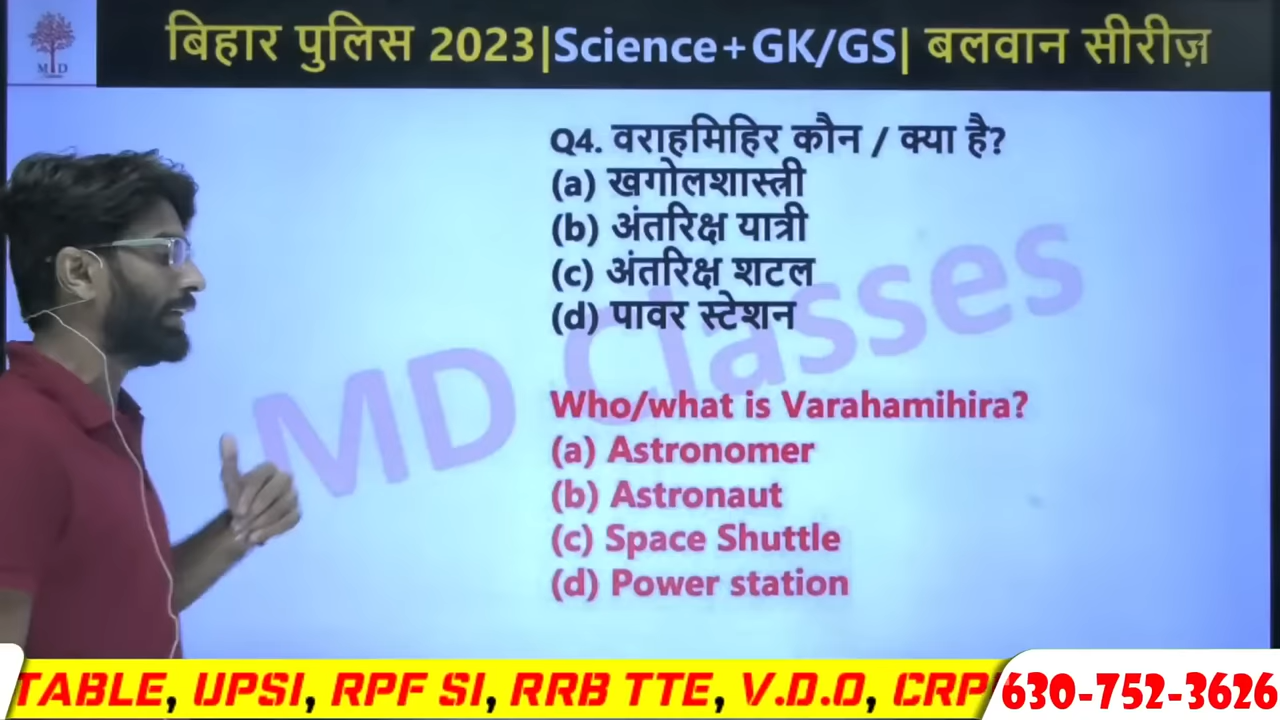 MD
बिहार पुलिस 2023|Science+GK/GS| बलवान सीरीज़
Q4. वराहमिहिर कौन / क्या है?
(a) खगोलशास्त्री
(b) अंतरिक्ष यात्री
(c) अंतरिक्ष शटल
(d) पावर स्टेशन
MD Classes
Who/what is Varahamihira?
(a) Astronomer
(b) Astronaut
(c) Space Shuttle
(d) Power station
TABLE, UPSI, RPF SI, RRB TTE, V.D.O, CRP
630-752-3626